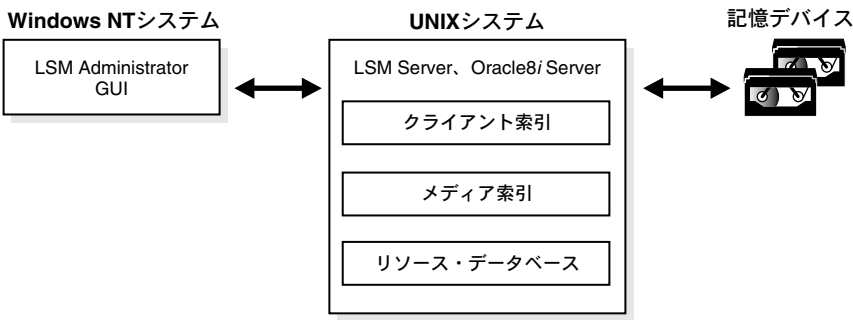 Windows NTシステム
LSM Administrator
GUI
UNIXシステム
LSM Server、Oracle8i Server
クライアント索引
メディア索引
リソース・データベース
記憶デバイス